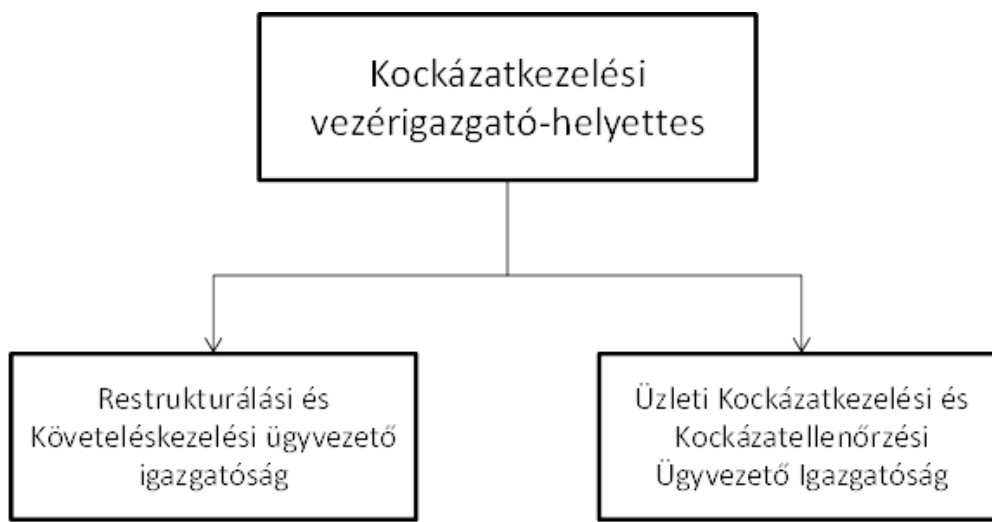 Kockázatkezelési
vezérigazgató-helyettes
Restrukturálási és
Követeléskezelési ügyvezető
igazgatóság
Üzleti Kockázatkezelési és
Kockázatellenőrzési
Ügyvezető Igazgatóság